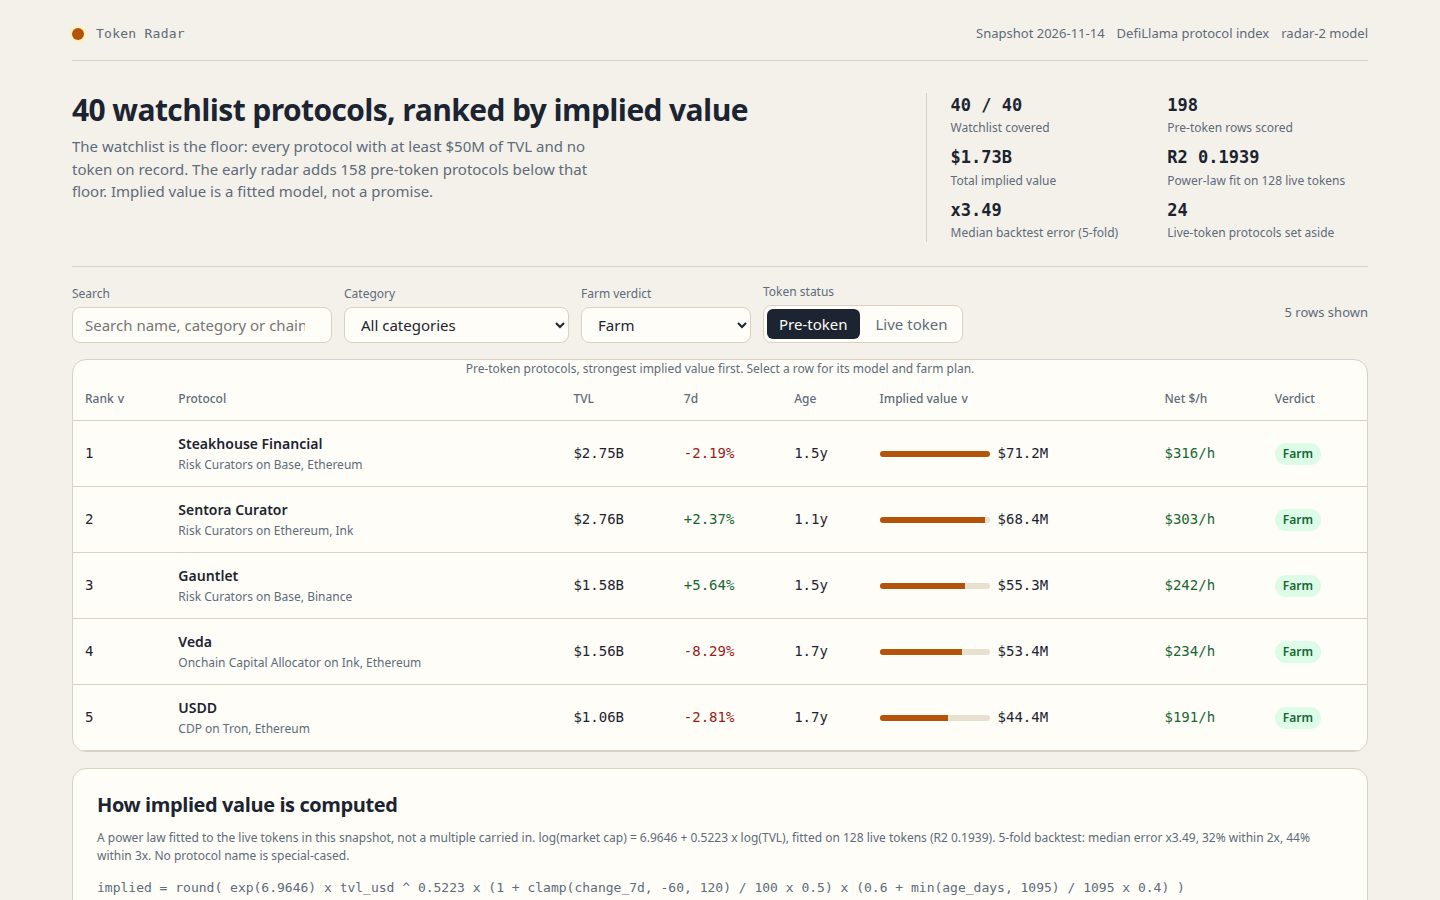 Token Radar
Snapshot 2026-11-14 DefiLlama protocol index radar-2 model
40 watchlist protocols, ranked by implied value
The watchlist is the floor: every protocol with at least $50M of TVL and no
token on record. The early radar adds 158 pre-token protocols below that
floor. Implied value is a fitted model, not a promise.
40 / 40
Watchlist covered
198
Pre-token rows scored
$1.73B
Total implied value
R2 0.1939
Power-law fit on 128 live tokens
x3.49
Median backtest error (5-fold)
24
Live-token protocols set aside
Search
Search name, category or chain
Category
All categories
Farm verdict
Farm
Token status
Pre-token Live token
5 rows shown
Pre-token protocols, strongest implied value first. Select a row for its model and farm plan.
Rank v Protocol TVL 7d Age Implied value v Net $/h Verdict
1 Steakhouse Financial $2.75B -2.19% 1.5y $71.2M $316/h Farm
Risk Curators on Base, Ethereum
2 Sentora Curator $2.76B +2.37% 1.1y $68.4M $303/h Farm
Risk Curators on Ethereum, Ink
3 Gauntlet $1.58B +5.64% 1.5y $55.3M $242/h Farm
Risk Curators on Base, Binance
4 Veda $1.56B -8.29% 1.7y $53.4M $234/h Farm
Onchain Capital Allocator on Ink, Ethereum
5 USDD $1.06B -2.81% 1.7y $44.4M $191/h Farm
CDP on Tron, Ethereum
How implied value is computed
A power law fitted to the live tokens in this snapshot, not a multiple carried in. log(market cap) = 6.9646 + 0.5223 x log(TVL), fitted on 128 live tokens (R2 0.1939). 5-fold backtest: median error x3.49, 32% within 2x, 44%
within 3x. No protocol name is special-cased.
implied = round( exp(6.9646) x tvl_usd ^ 0.5223 x (1 + clamp(change_7d, -60, 120) / 100 x 0.5) x (0.6 + min(age_days, 1095) / 1095 x 0.4) )